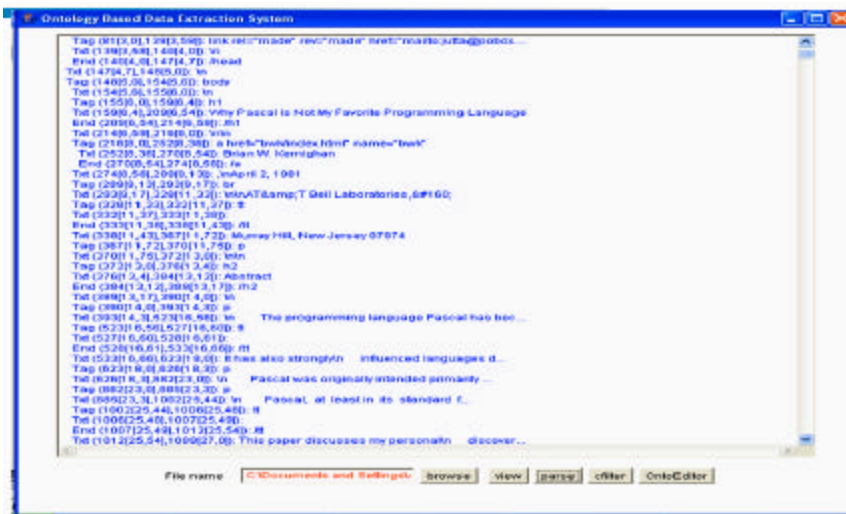 Ontology Based Data Extraction System
Tag (81[3,0],139[3,58]): link rel="made" rev="made" href="mailto:jutta@pobox....
Txt (139[3,58],140[4,0]): \n
End (140[4,0],147[4,7]): /head
Txt (147[4,7],148[5,0]): \n
Tag (148[5,0],154[5,6]): body
Txt (154[5,6],155[6,0]): \n
Tag (155[6,0],159[6,4]): h1
Txt (159[6,4],209[6,54]): Why Pascal is Not My Favorite Programming Language
End (209[6,54],214[6,59]): /h1
Txt (214[6,59],216[8,0]): \n\n
Tag (216[8,0],252[8,36]): a href="bwk/index.html" name="bwk"
Txt (252[8,36],270[8,54]): Brian W. Kernighan
End (270[8,54],274[8,58]): /a
Txt (274[8,58],289[9,13]): ,\nApril 2, 1981
Tag (289[9,13],293[9,17]): br
Txt (293[9,17],328[11,33]): \n\nAT&amp;T Bell Laboratories,&#160;
Tag (328[11,33],332[11,37]): tt
Txt (332[11,37],333[11,38]):
End (333[11,38],338[11,43]): /tt
Txt (338[11,43],367[11,72]): Murray Hill, New Jersey 07974
Tag (367[11,72],370[11,75]): p
Txt (370[11,75],372[13,0]): \n\n
Tag (372[13,0],376[13,4]): h2
Txt (376[13,4],384[13,12]): Abstract
End (384[13,12],389[13,17]): /h2
Txt (389[13,17],390[14,0]): \n
Tag (390[14,0],393[14,3]): p
Txt (393[14,3],523[16,56]): \n The programming language Pascal has bec...
Tag (523[16,56],527[16,60]): tt
Txt (527[16,60],528[16,61]):
End (528[16,61],533[16,66]): /tt
Txt (533[16,66],623[18,0]): It has also strongly\n influenced languages d...
Tag (623[18,0],626[18,3]): p
Txt (626[18,3],882[23,0]): \n Pascal was originally intended primarily ...
Tag (882[23,0],885[23,3]): p
Txt (885[23,3],1002[25,44]): \n Pascal, at least in its standard f...
Tag (1002[25,44],1006[25,48]): tt
Txt (1006[25,48],1007[25,49]):
End (1007[25,49],1012[25,54]): /tt
Txt (1012[25,54],1088[27,0]): This paper discusses my personal\n discover...
File name C:\Documents and Settings\ browse view parse cfilter OntoEditor